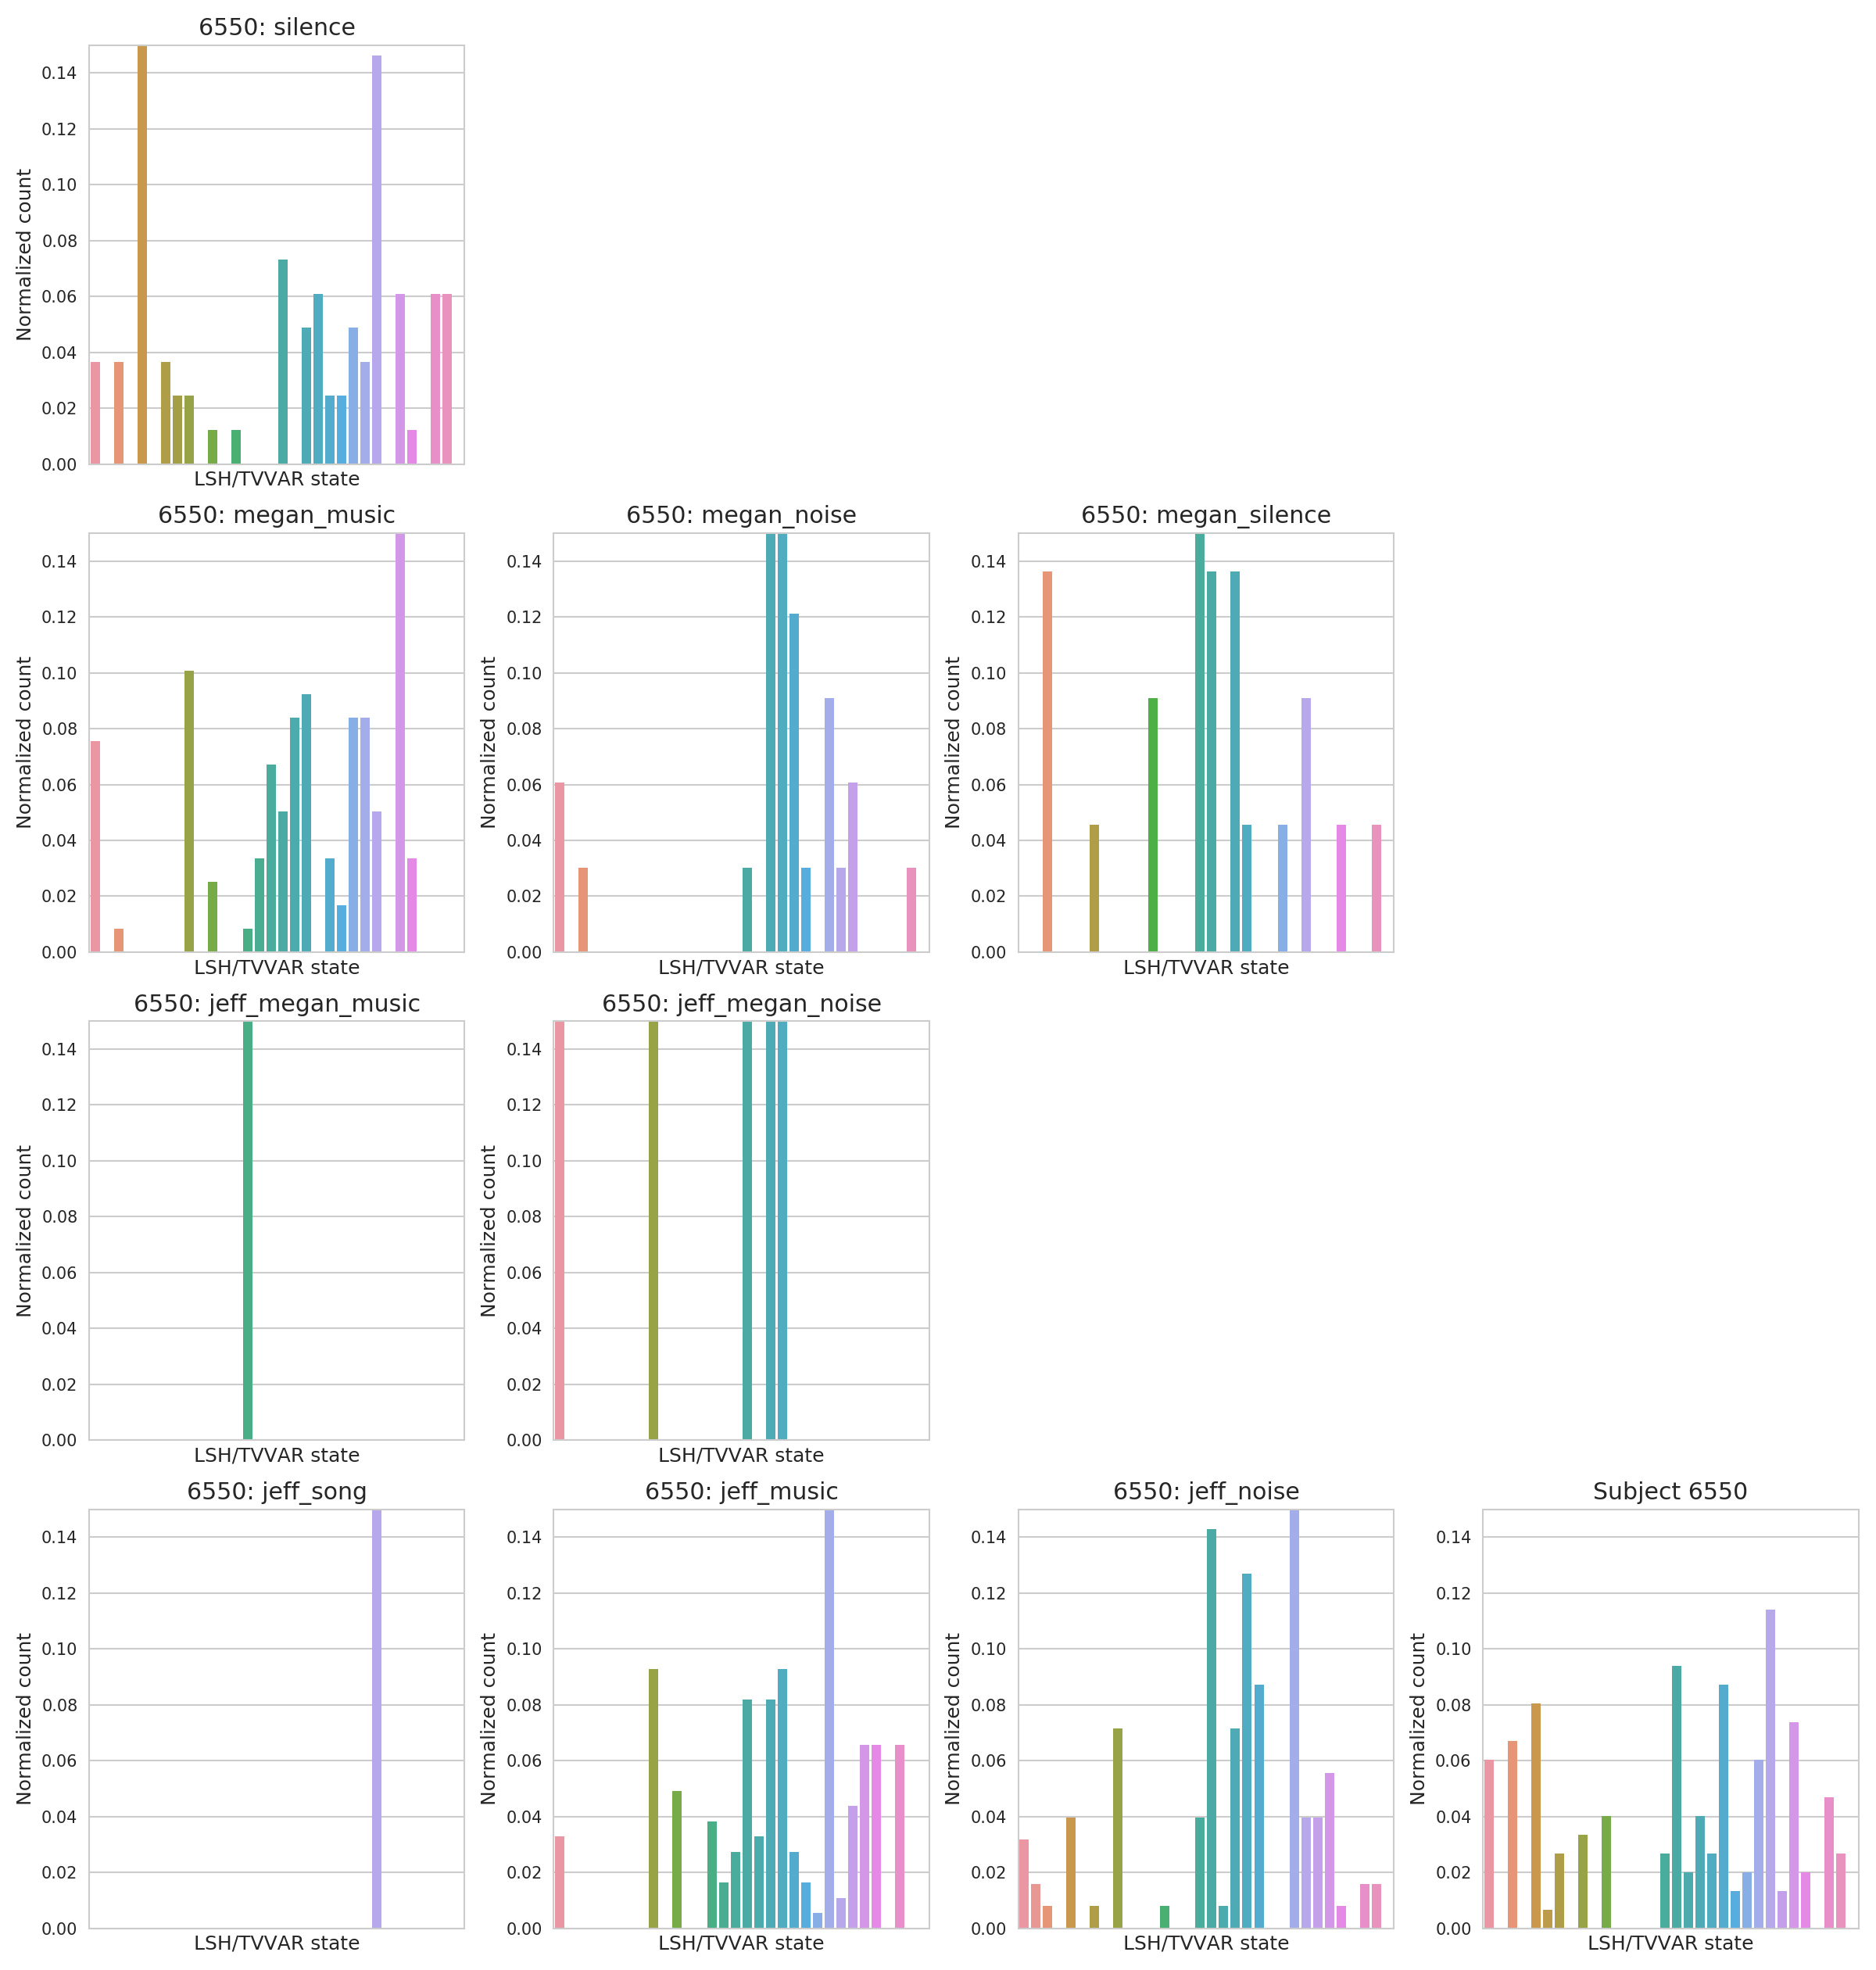 6550: silence
Normalized count
0.14
0.12
0.10
0.08
0.06
0.04
0.02
0.00
LSH/TVVAR state
6550: megan_music
Normalized count
0.14
0.12
0.10
0.08
0.06
0.04
0.02
0.00
LSH/TVVAR state
6550: megan_noise
Normalized count
0.14
0.12
0.10
0.08
0.06
0.04
0.02
0.00
LSH/TVVAR state
6550: megan_silence
Normalized count
0.14
0.12
0.10
0.08
0.06
0.04
0.02
0.00
LSH/TVVAR state
6550: jeff_megan_music
Normalized count
0.14
0.12
0.10
0.08
0.06
0.04
0.02
0.00
LSH/TVVAR state
6550: jeff_megan_noise
Normalized count
0.14
0.12
0.10
0.08
0.06
0.04
0.02
0.00
LSH/TVVAR state
6550: jeff_song
Normalized count
0.14
0.12
0.10
0.08
0.06
0.04
0.02
0.00
LSH/TVVAR state
6550: jeff_music
Normalized count
0.14
0.12
0.10
0.08
0.06
0.04
0.02
0.00
LSH/TVVAR state
6550: jeff_noise
Normalized count
0.14
0.12
0.10
0.08
0.06
0.04
0.02
0.00
LSH/TVVAR state
Subject 6550
Normalized count
0.14
0.12
0.10
0.08
0.06
0.04
0.02
0.00
LSH/TVVAR state